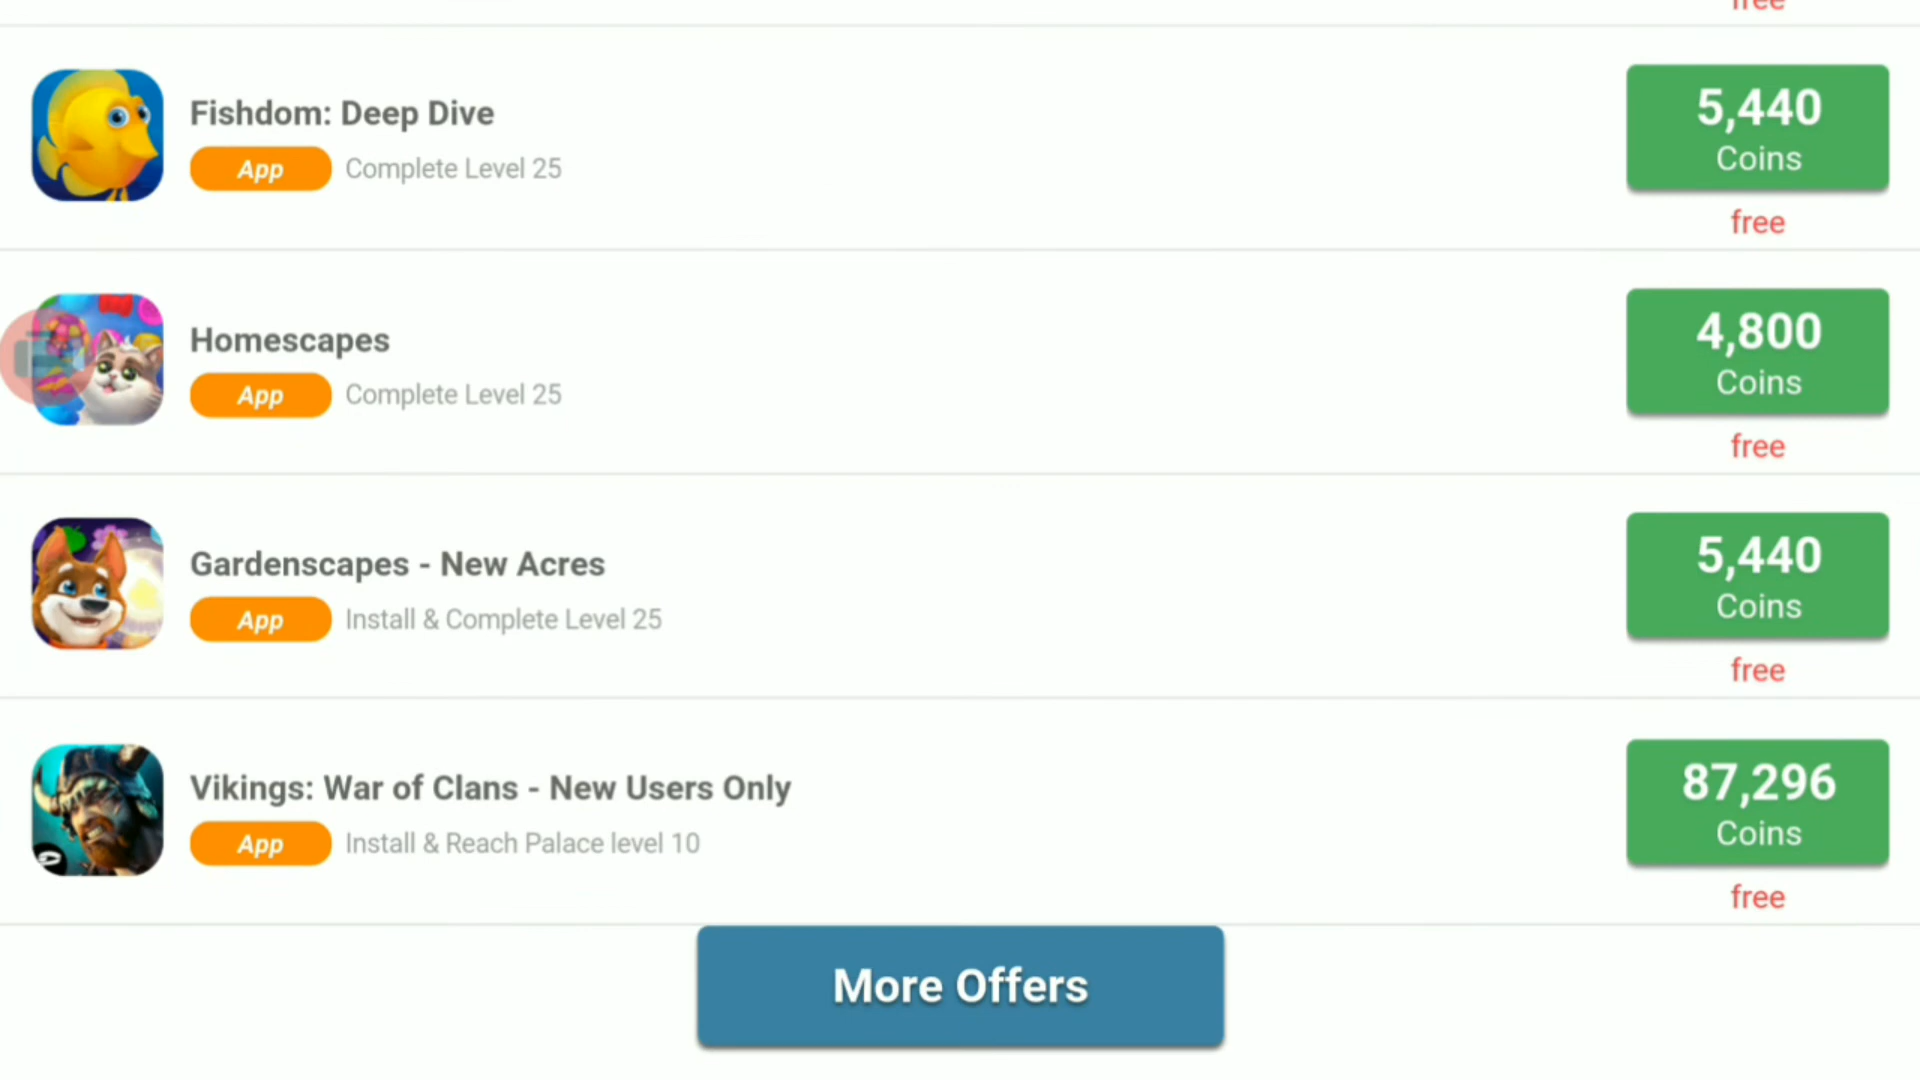 free
Fishdom: Deep Dive
App Complete Level 25
5,440
Coins
free
Homescapes
App Complete Level 25
4,800
Coins
free
Gardenscapes - New Acres
App Install & Complete Level 25
5,440
Coins
free
Vikings: War of Clans - New Users Only
App Install & Reach Palace level 10
87,296
Coins
free
More Offers